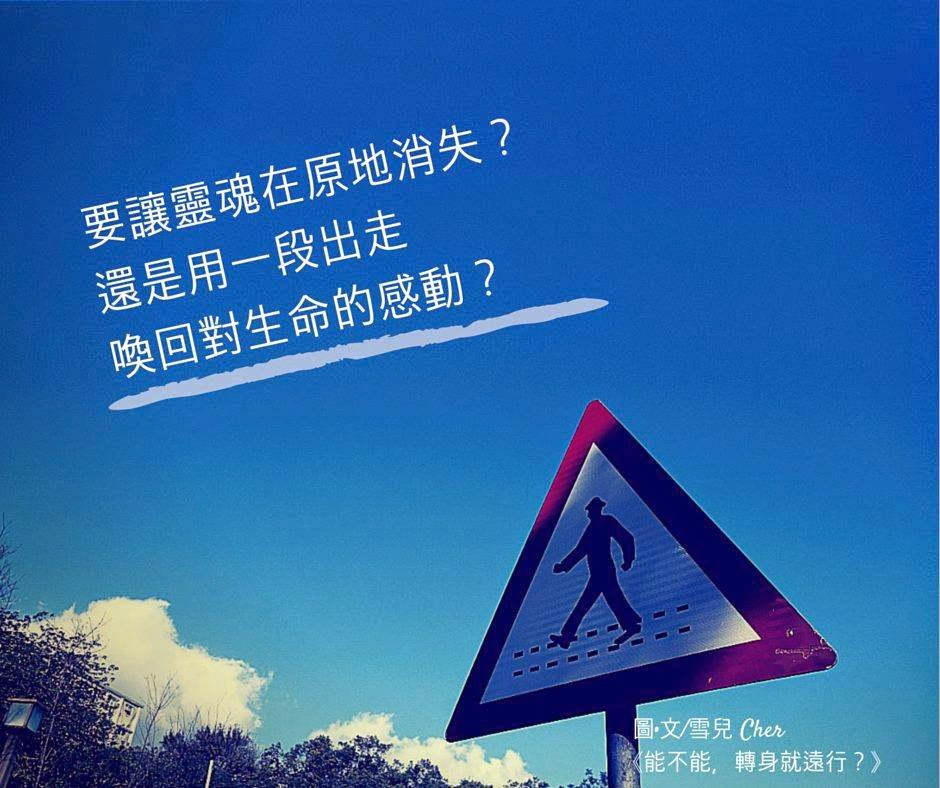 要讓靈魂在原地消失？
還是用一段出走
喚回對生命的感動？
圖•文/雪兒 Cher
《能不能，轉身就遠行？》